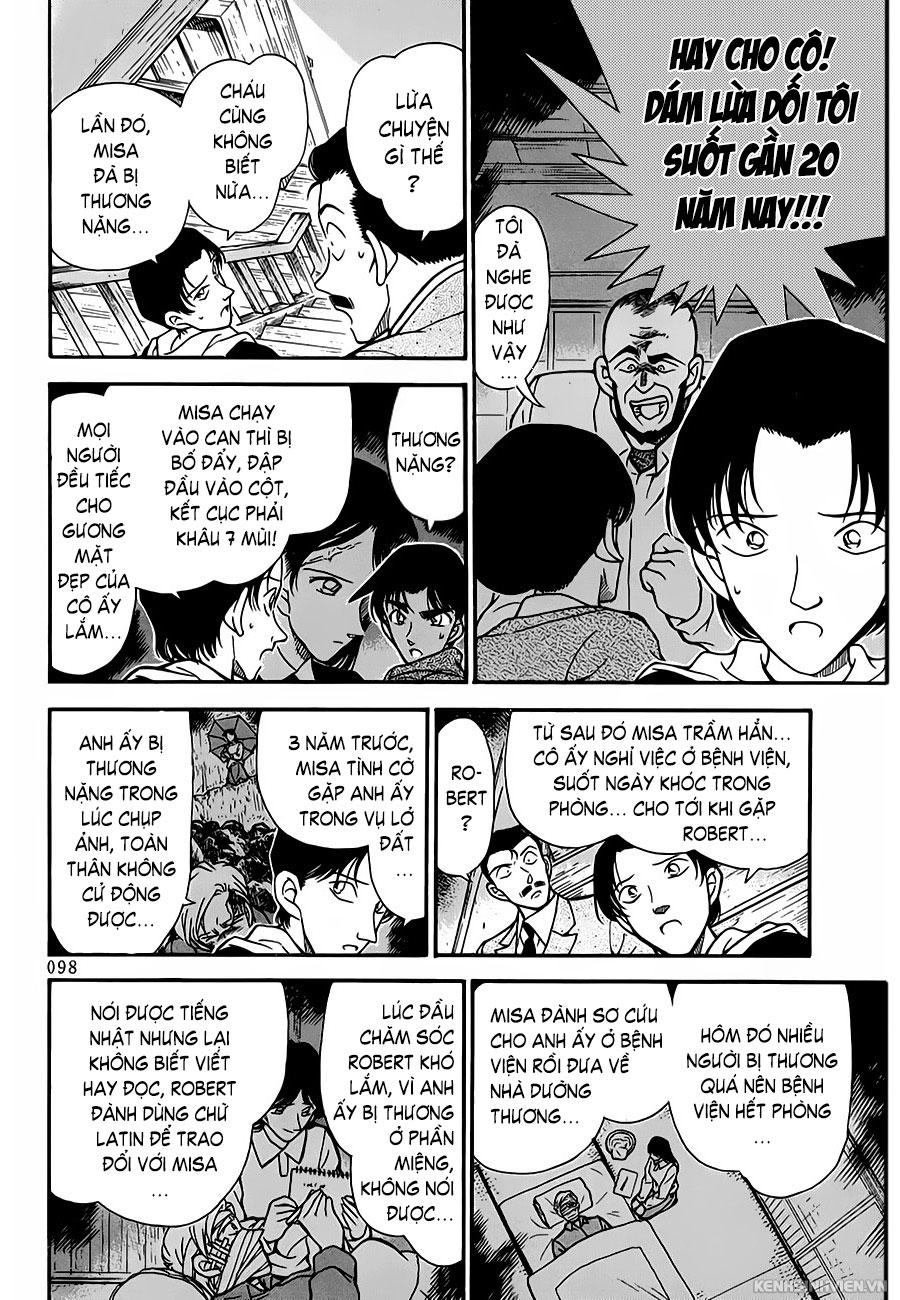 HAY CHO CÔ!
DÁM LỪA DỐI TÔI
SUỐT GẦN 20
NĂM NAY!!!
TÔI
ĐÃ
NGHE
ĐƯỢC
NHƯ
VẬY
...
LỪA
CHUYỆN
GÌ THẾ
?
CHÁU
CŨNG
KHÔNG
BIẾT
NỮA...
LẦN ĐÓ,
MISA
ĐÃ BỊ
THƯƠNG
NẶNG...
THƯƠNG
NẶNG?
MISA CHẠY
VÀO CAN THÌ BỊ
BỐ ĐẨY, ĐẬP
ĐẦU VÀO CỘT,
KẾT CỤC PHẢI
KHÂU 7 MŨI!
MỌI
NGƯỜI
ĐỀU TIẾC
CHO
GƯƠNG
MẶT
ĐẸP CỦA
CÔ ẤY
LẮM...
TỪ SAU ĐÓ MISA TRẦM HẲN...
CÔ ẤY NGHỈ VIỆC Ở BỆNH VIỆN,
SUỐT NGÀY KHÓC TRONG
PHÒNG... CHO TỚI KHI GẶP
ROBERT...
RO-
BERT
?
3 NĂM TRƯỚC,
MISA TÌNH CỜ
GẶP ANH ẤY
TRONG VỤ LỞ
ĐẤT
...
ANH ẤY BỊ
THƯƠNG
NẶNG TRONG
LÚC CHỤP
ẢNH, TOÀN
THÂN KHÔNG
CỬ ĐỘNG
ĐƯỢC...
098
HÔM ĐÓ NHIỀU
NGƯỜI BỊ THƯƠNG
QUÁ NÊN BỆNH
VIỆN HẾT PHÒNG
...
MISA ĐÀNH SƠ CỨU
CHO ANH ẤY Ở BỆNH
VIỆN RỒI ĐƯA VỀ
NHÀ DƯỠNG
THƯƠNG...
LÚC ĐẦU
CHĂM SÓC
ROBERT KHÓ
LẮM, VÌ ANH
ẤY BỊ THƯƠNG
Ở PHẦN
MIỆNG,
KHÔNG NÓI
ĐƯỢC...
NÓI ĐƯỢC TIẾNG
NHẬT NHƯNG LẠI
KHÔNG BIẾT VIẾT
HAY ĐỌC, ROBERT
ĐÀNH DÙNG CHỮ
LATIN ĐỂ TRAO
ĐỔI VỚI MISA
...
KENHSINHVIEN.VN